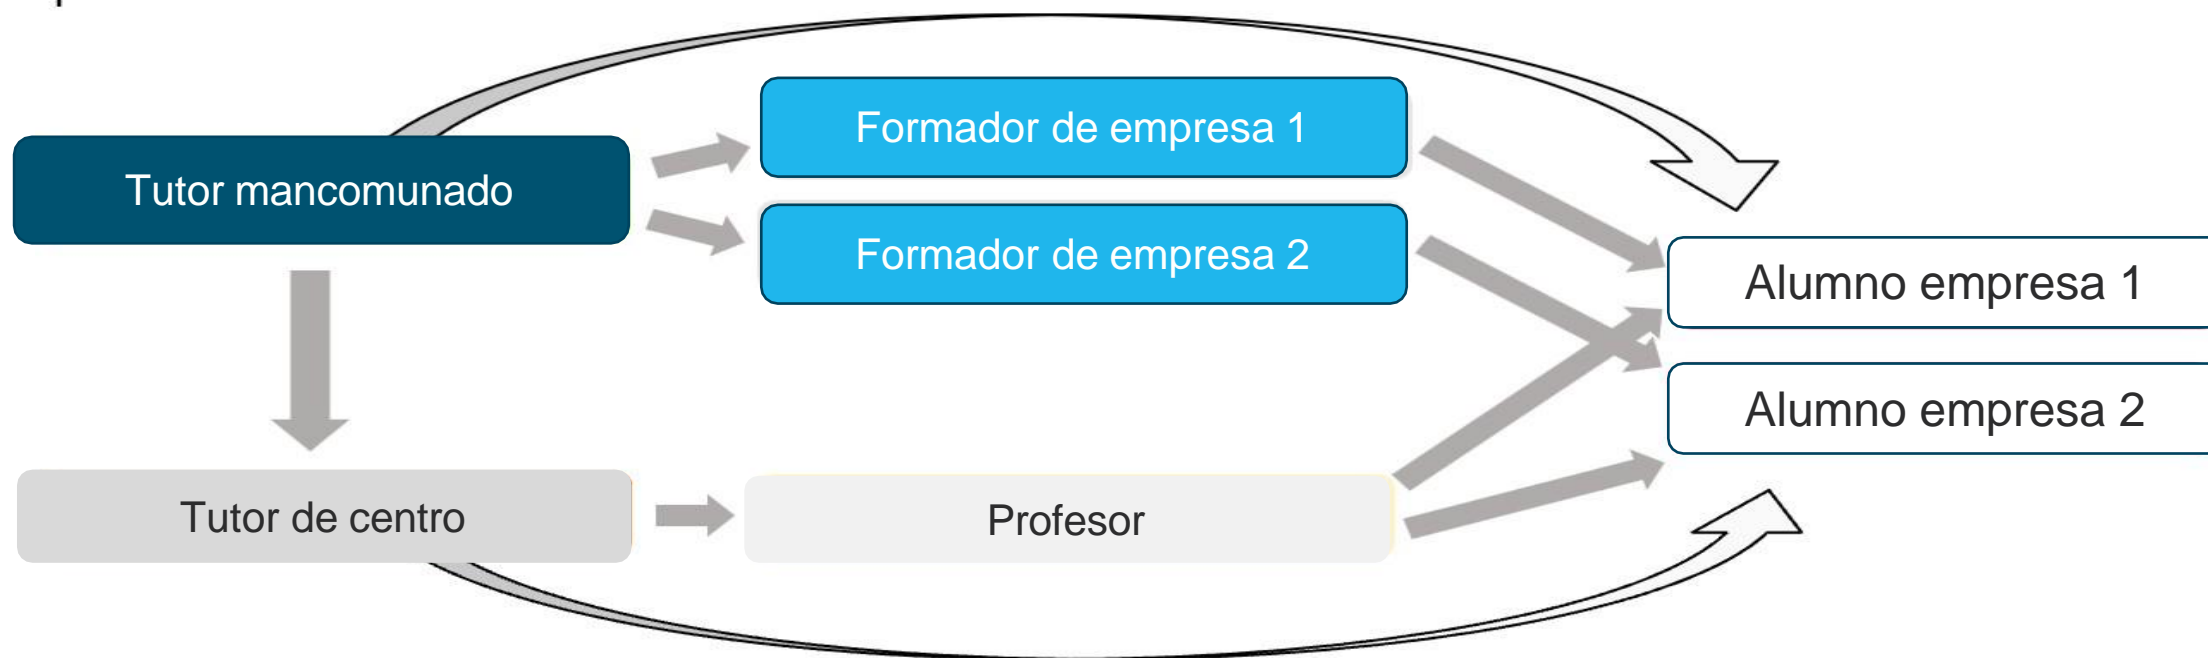 Formador de empresa 1
Tutor mancomunado
Formador de empresa 2
Alumno empresa 1
Alumno empresa 2
Tutor de centro
Profesor